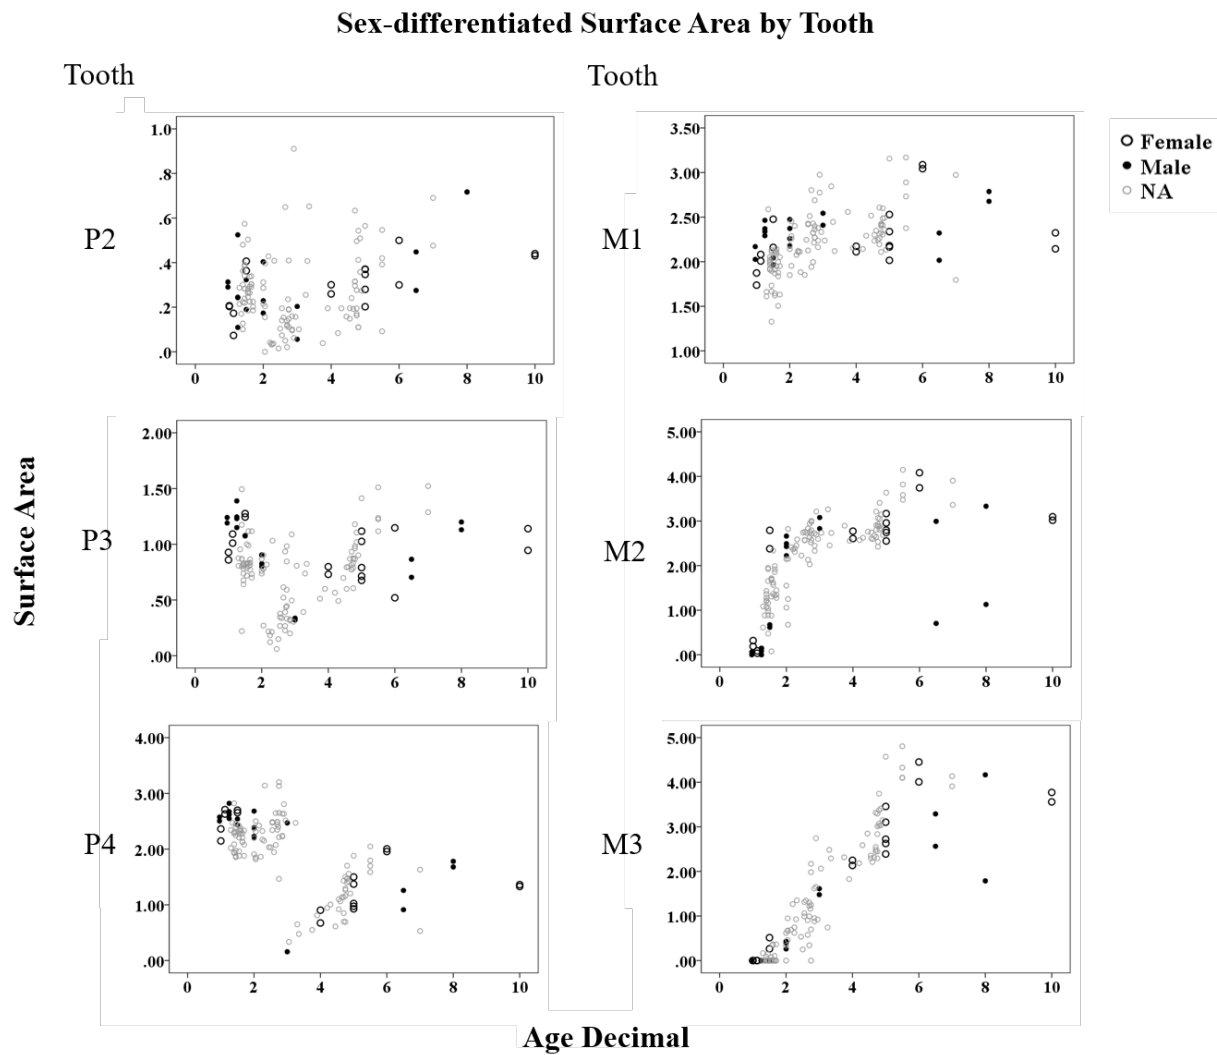 Sex-differentiated Surface Area by Tooth
Tooth
Tooth
Female
Male
NA
P2
1.0
.8
.6
.4
.2
.0
0 2 4 6 8 10
M1
3.50
3.00
2.50
2.00
1.50
1.00
0 2 4 6 8 10
Surface Area
P3
2.00
1.50
1.00
.50
.00
0 2 4 6 8 10
M2
5.00
4.00
3.00
2.00
1.00
.00
0 2 4 6 8 10
P4
4.00
3.00
2.00
1.00
.00
0 2 4 6 8 10
M3
5.00
4.00
3.00
2.00
1.00
.00
0 2 4 6 8 10
Age Decimal